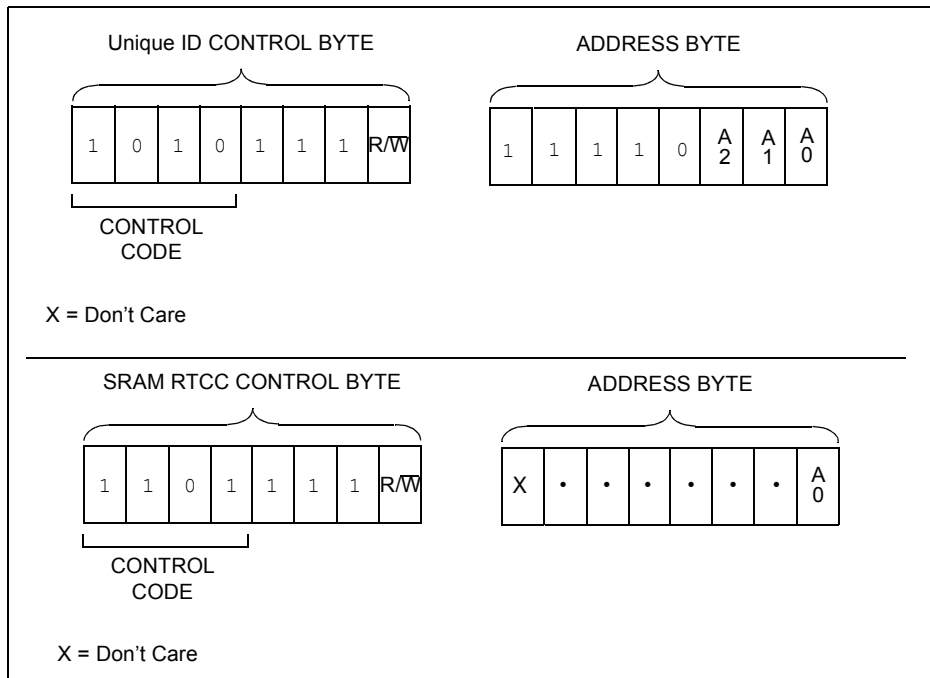 Unique ID CONTROL BYTE ADDRESS BYTE
1 0 1 0 1 1 1 R/W̅ 1 1 1 1 0 A2 A1 A0
CONTROL
CODE
X = Don't Care
SRAM RTCC CONTROL BYTE ADDRESS BYTE
1 1 0 1 1 1 1 R/W̅ X • • • • • • A0
CONTROL
CODE
X = Don't Care